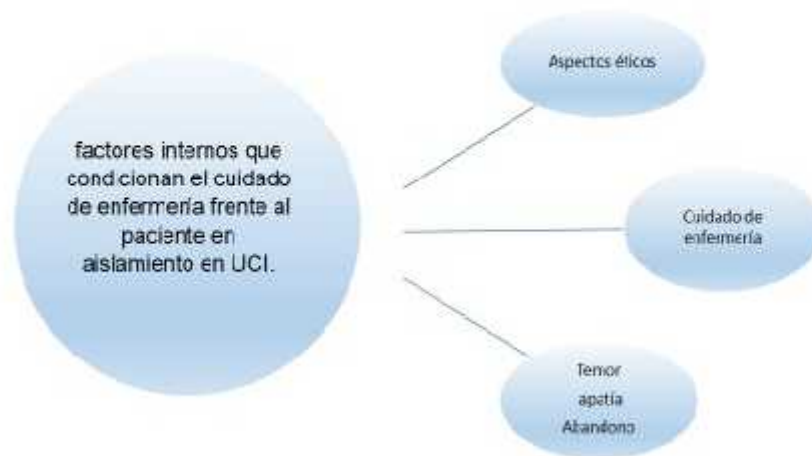 factores internos que
condicionan el cuidado
de enfermería frente al
paciente en
aislamiento en UCI.
Aspectos éticos
Cuidado de
enfermería
Temor
apatía
Abandono